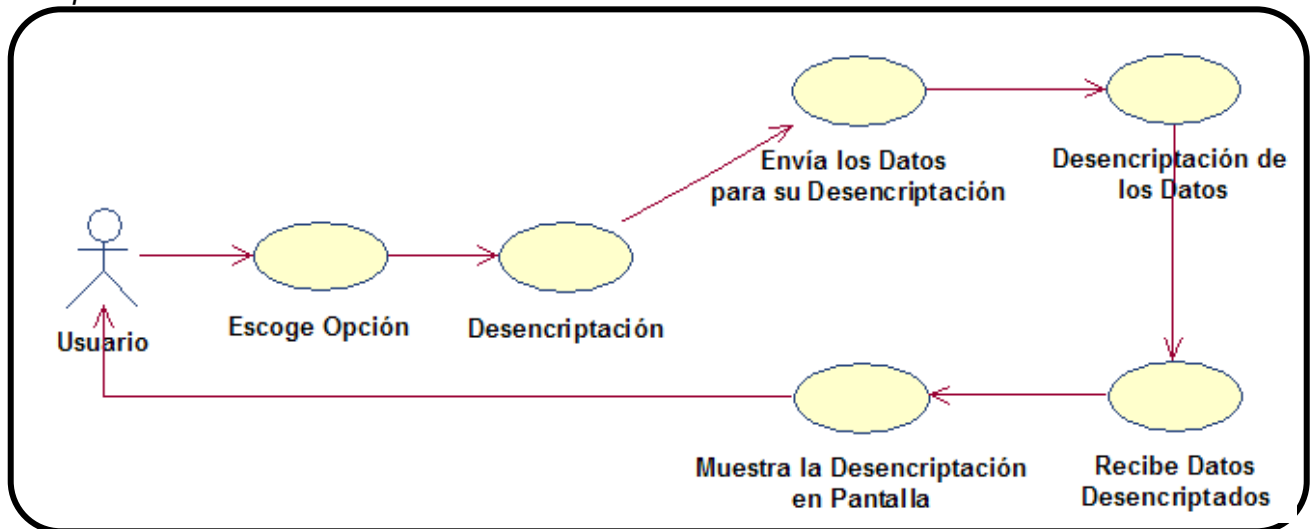 Envía los Datos
para su Desencriptación
Desencriptación de
los Datos
Usuario
Escoge Opción
Desencriptación
Muestra la Desencriptación
en Pantalla
Recibe Datos
Desencriptados